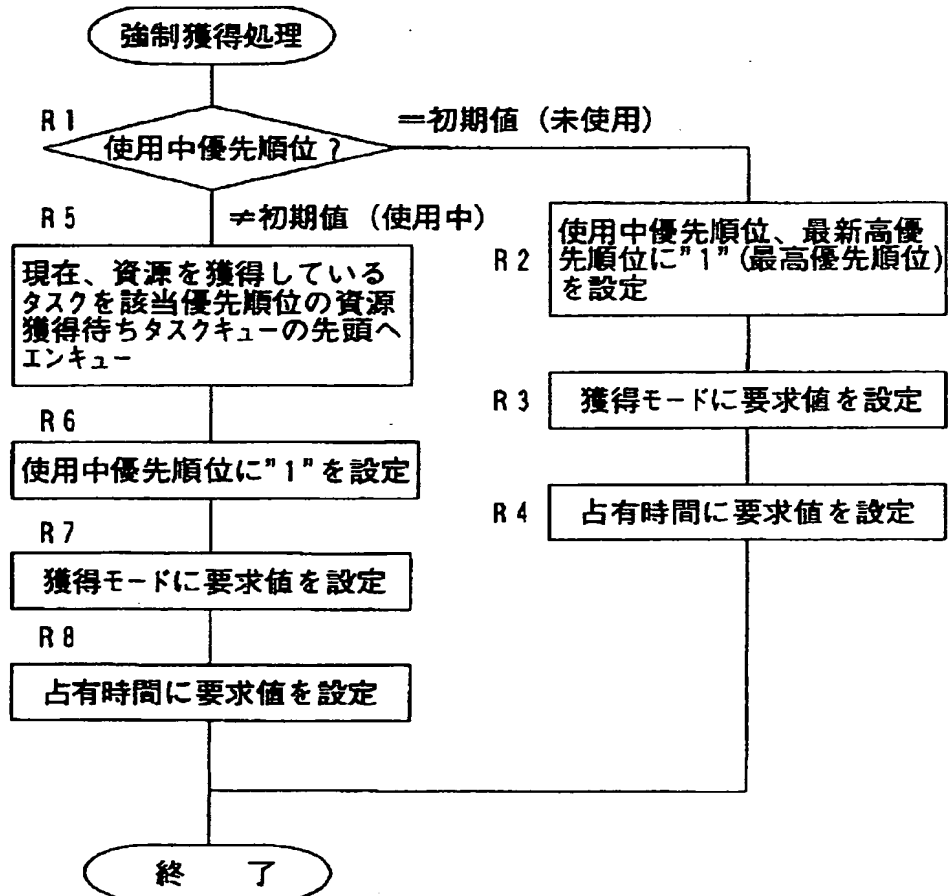 強制獲得処理
R1
使用中優先順位?
=初期値(未使用)
R5
≠初期値(使用中)
現在、資源を獲得している
タスクを該当優先順位の資源
獲得待ちタスクキューの先頭へ
エンキュー
R6
使用中優先順位に"1"を設定
R7
獲得モードに要求値を設定
R8
占有時間に要求値を設定
R2
使用中優先順位、最新高優
先順位に"1"(最高優先順位)
を設定
R3
獲得モードに要求値を設定
R4
占有時間に要求値を設定
終 了